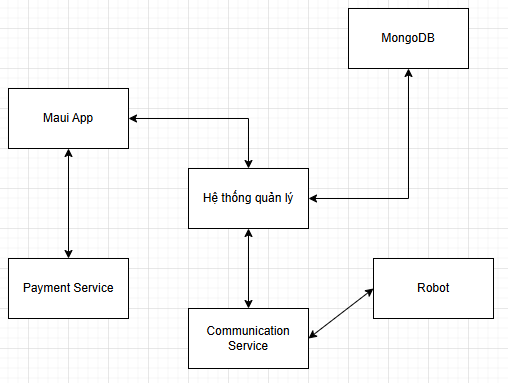 MongoDB
Maui App
Hệ thống quản lý
Payment Service
Robot
Communication
Service